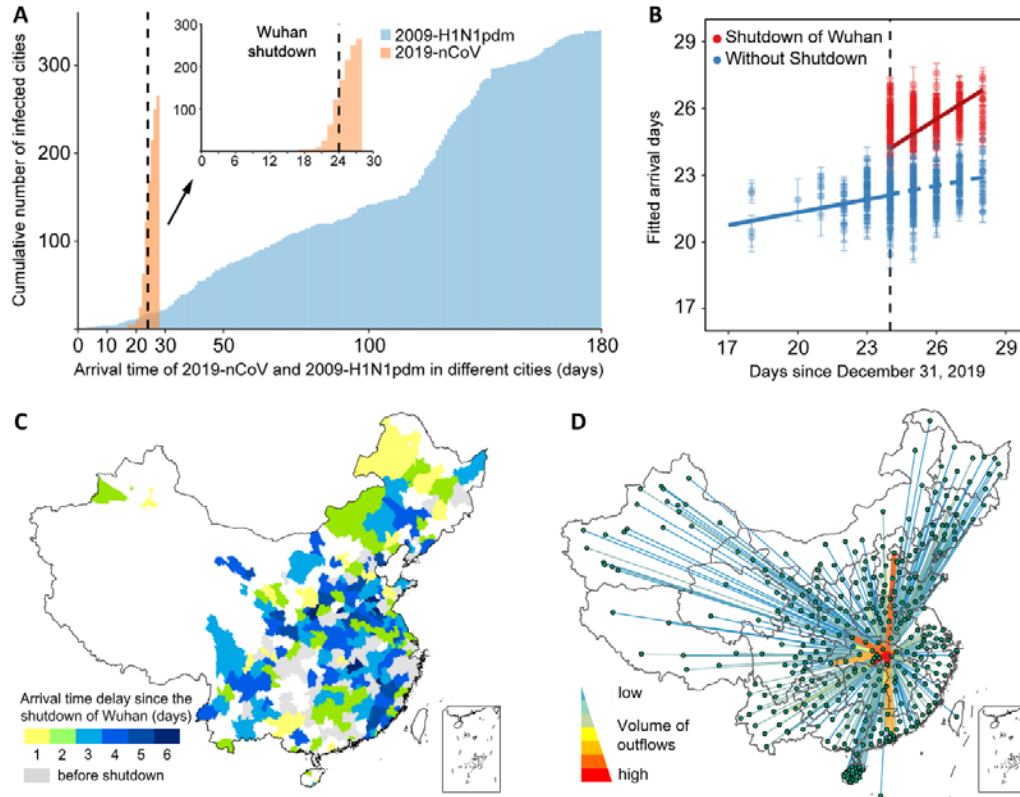 A
Cumulative number of infected cities
300
200
100
0 10 20 30 50 100 180
Arrival time of 2019-nCoV and 2009-H1N1pdm in different cities (days)
Wuhan
shutdown
300
200
100
0
0 6 12 18 24 30
2009-H1N1pdm
2019-nCoV
B
Fitted arrival days
29
26
23
20
17
17 20 23 26 29
Days since December 31, 2019
Shutdown of Wuhan
Without Shutdown
C
Arrival time delay since the
shutdown of Wuhan (days)
1 2 3 4 5 6
before shutdown
D
low
Volume of
outflows
high